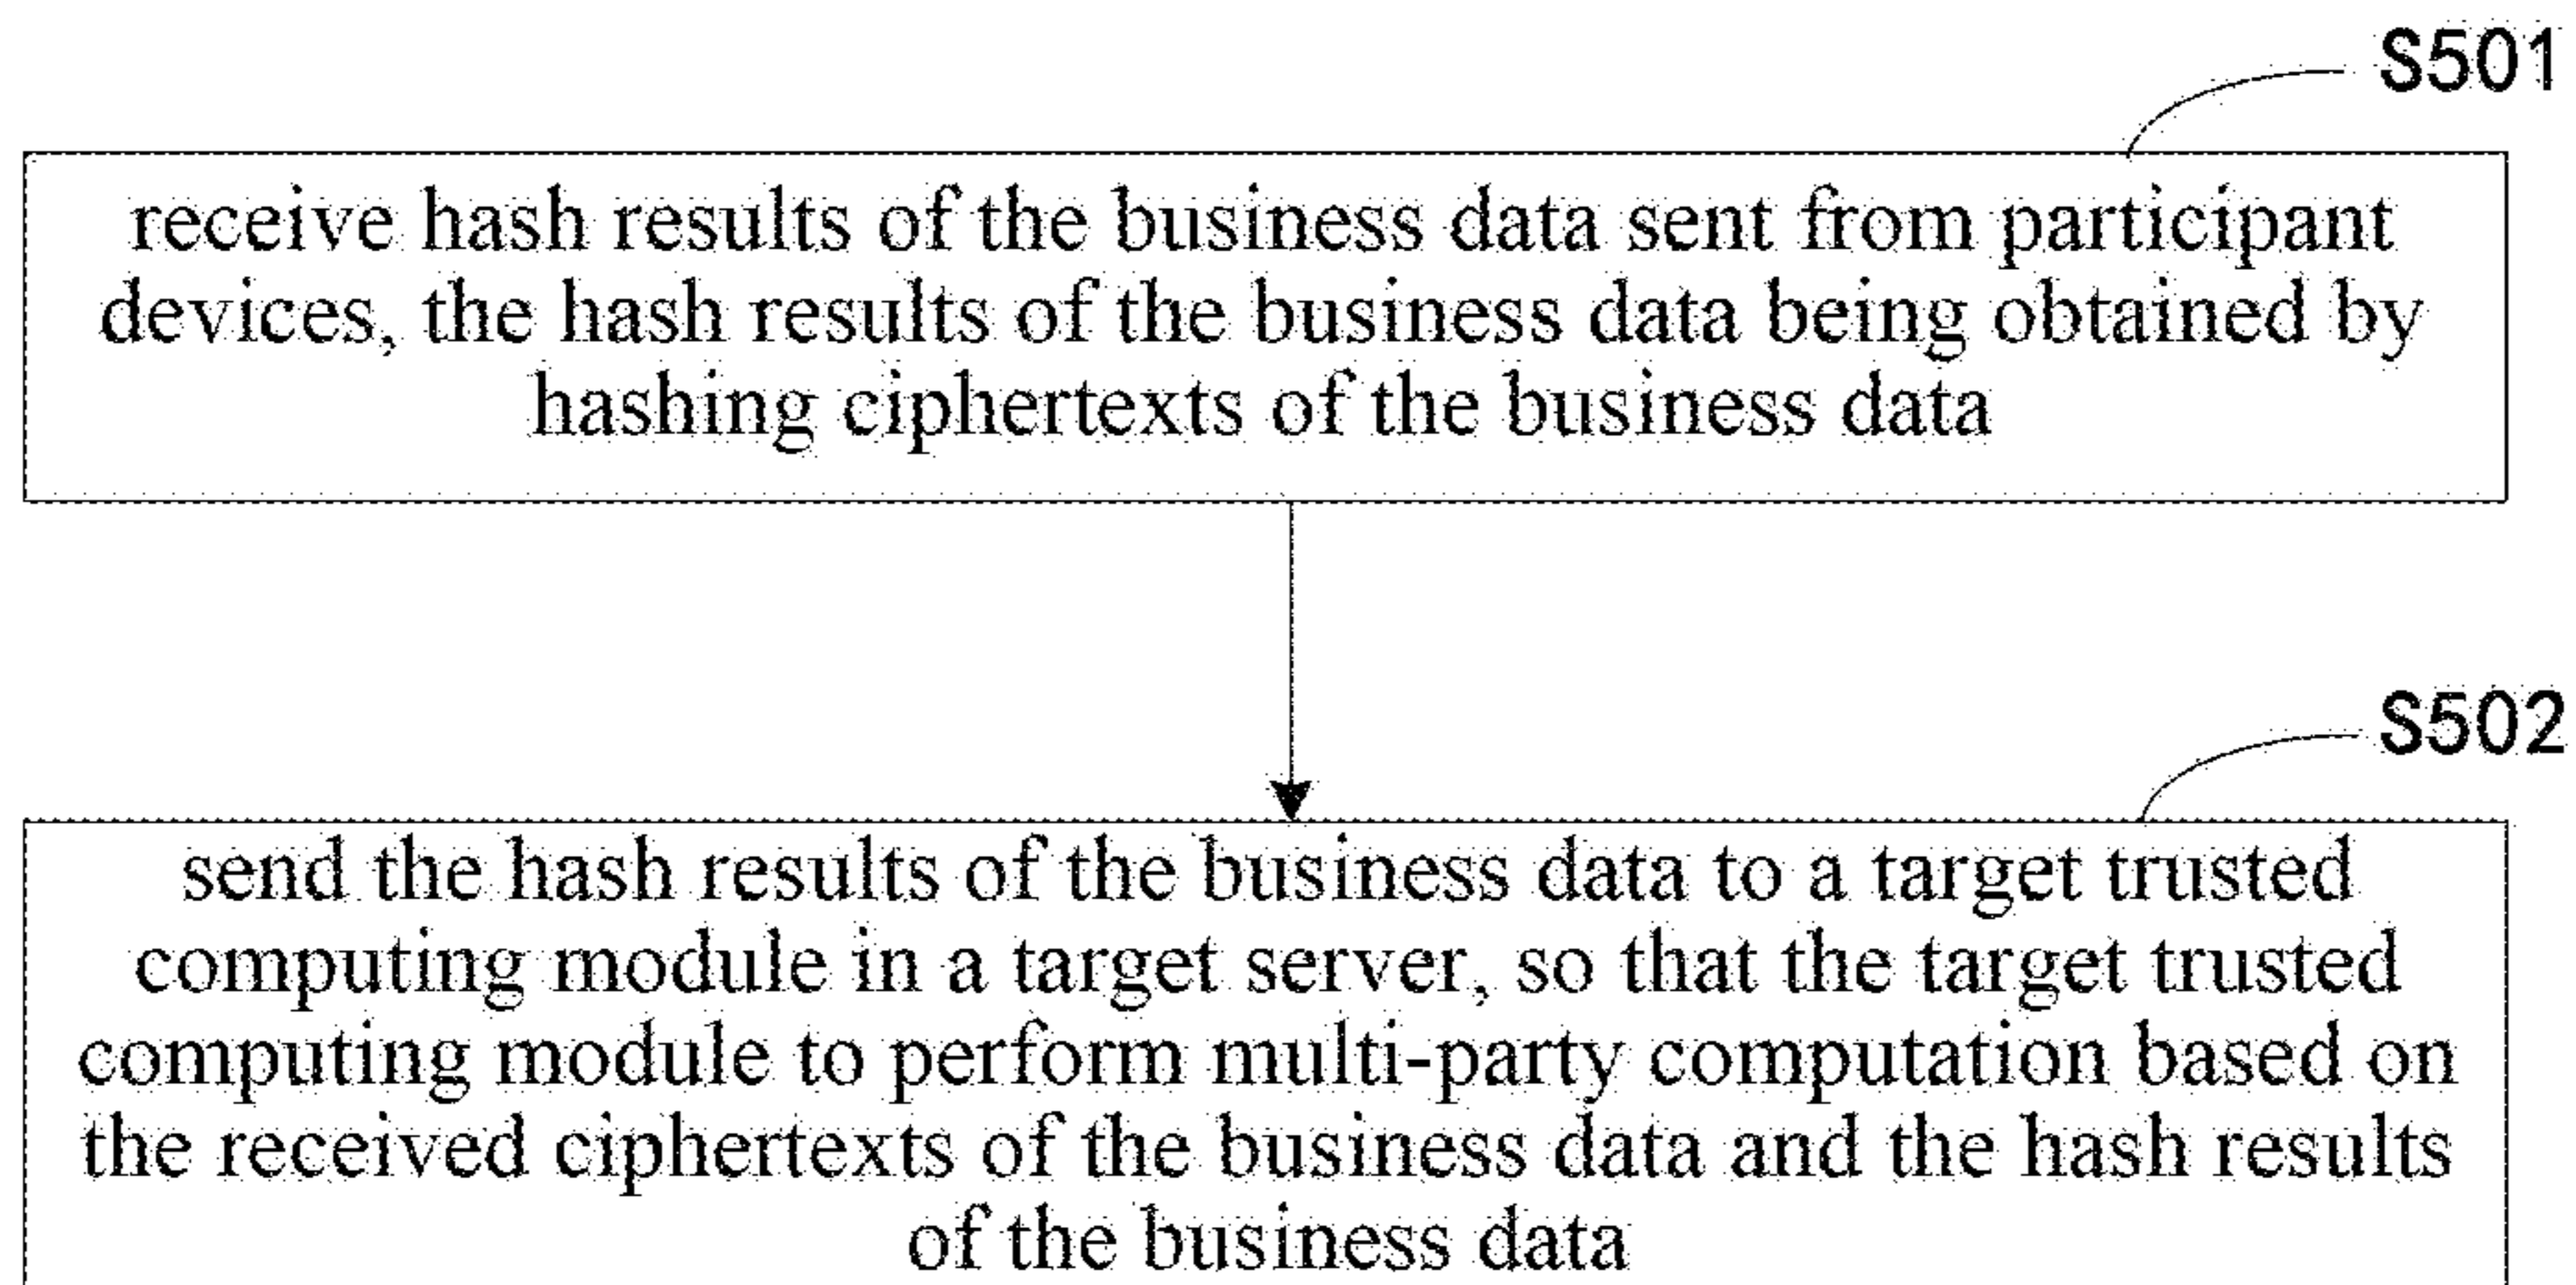 S501
receive hash results of the business data sent from participant
devices, the hash results of the business data being obtained by
hashing ciphertexts of the business data
S502
send the hash results of the business data to a target trusted
computing module in a target server, so that the target trusted
computing module to perform multi-party computation based on
the received ciphertexts of the business data and the hash results
of the business data